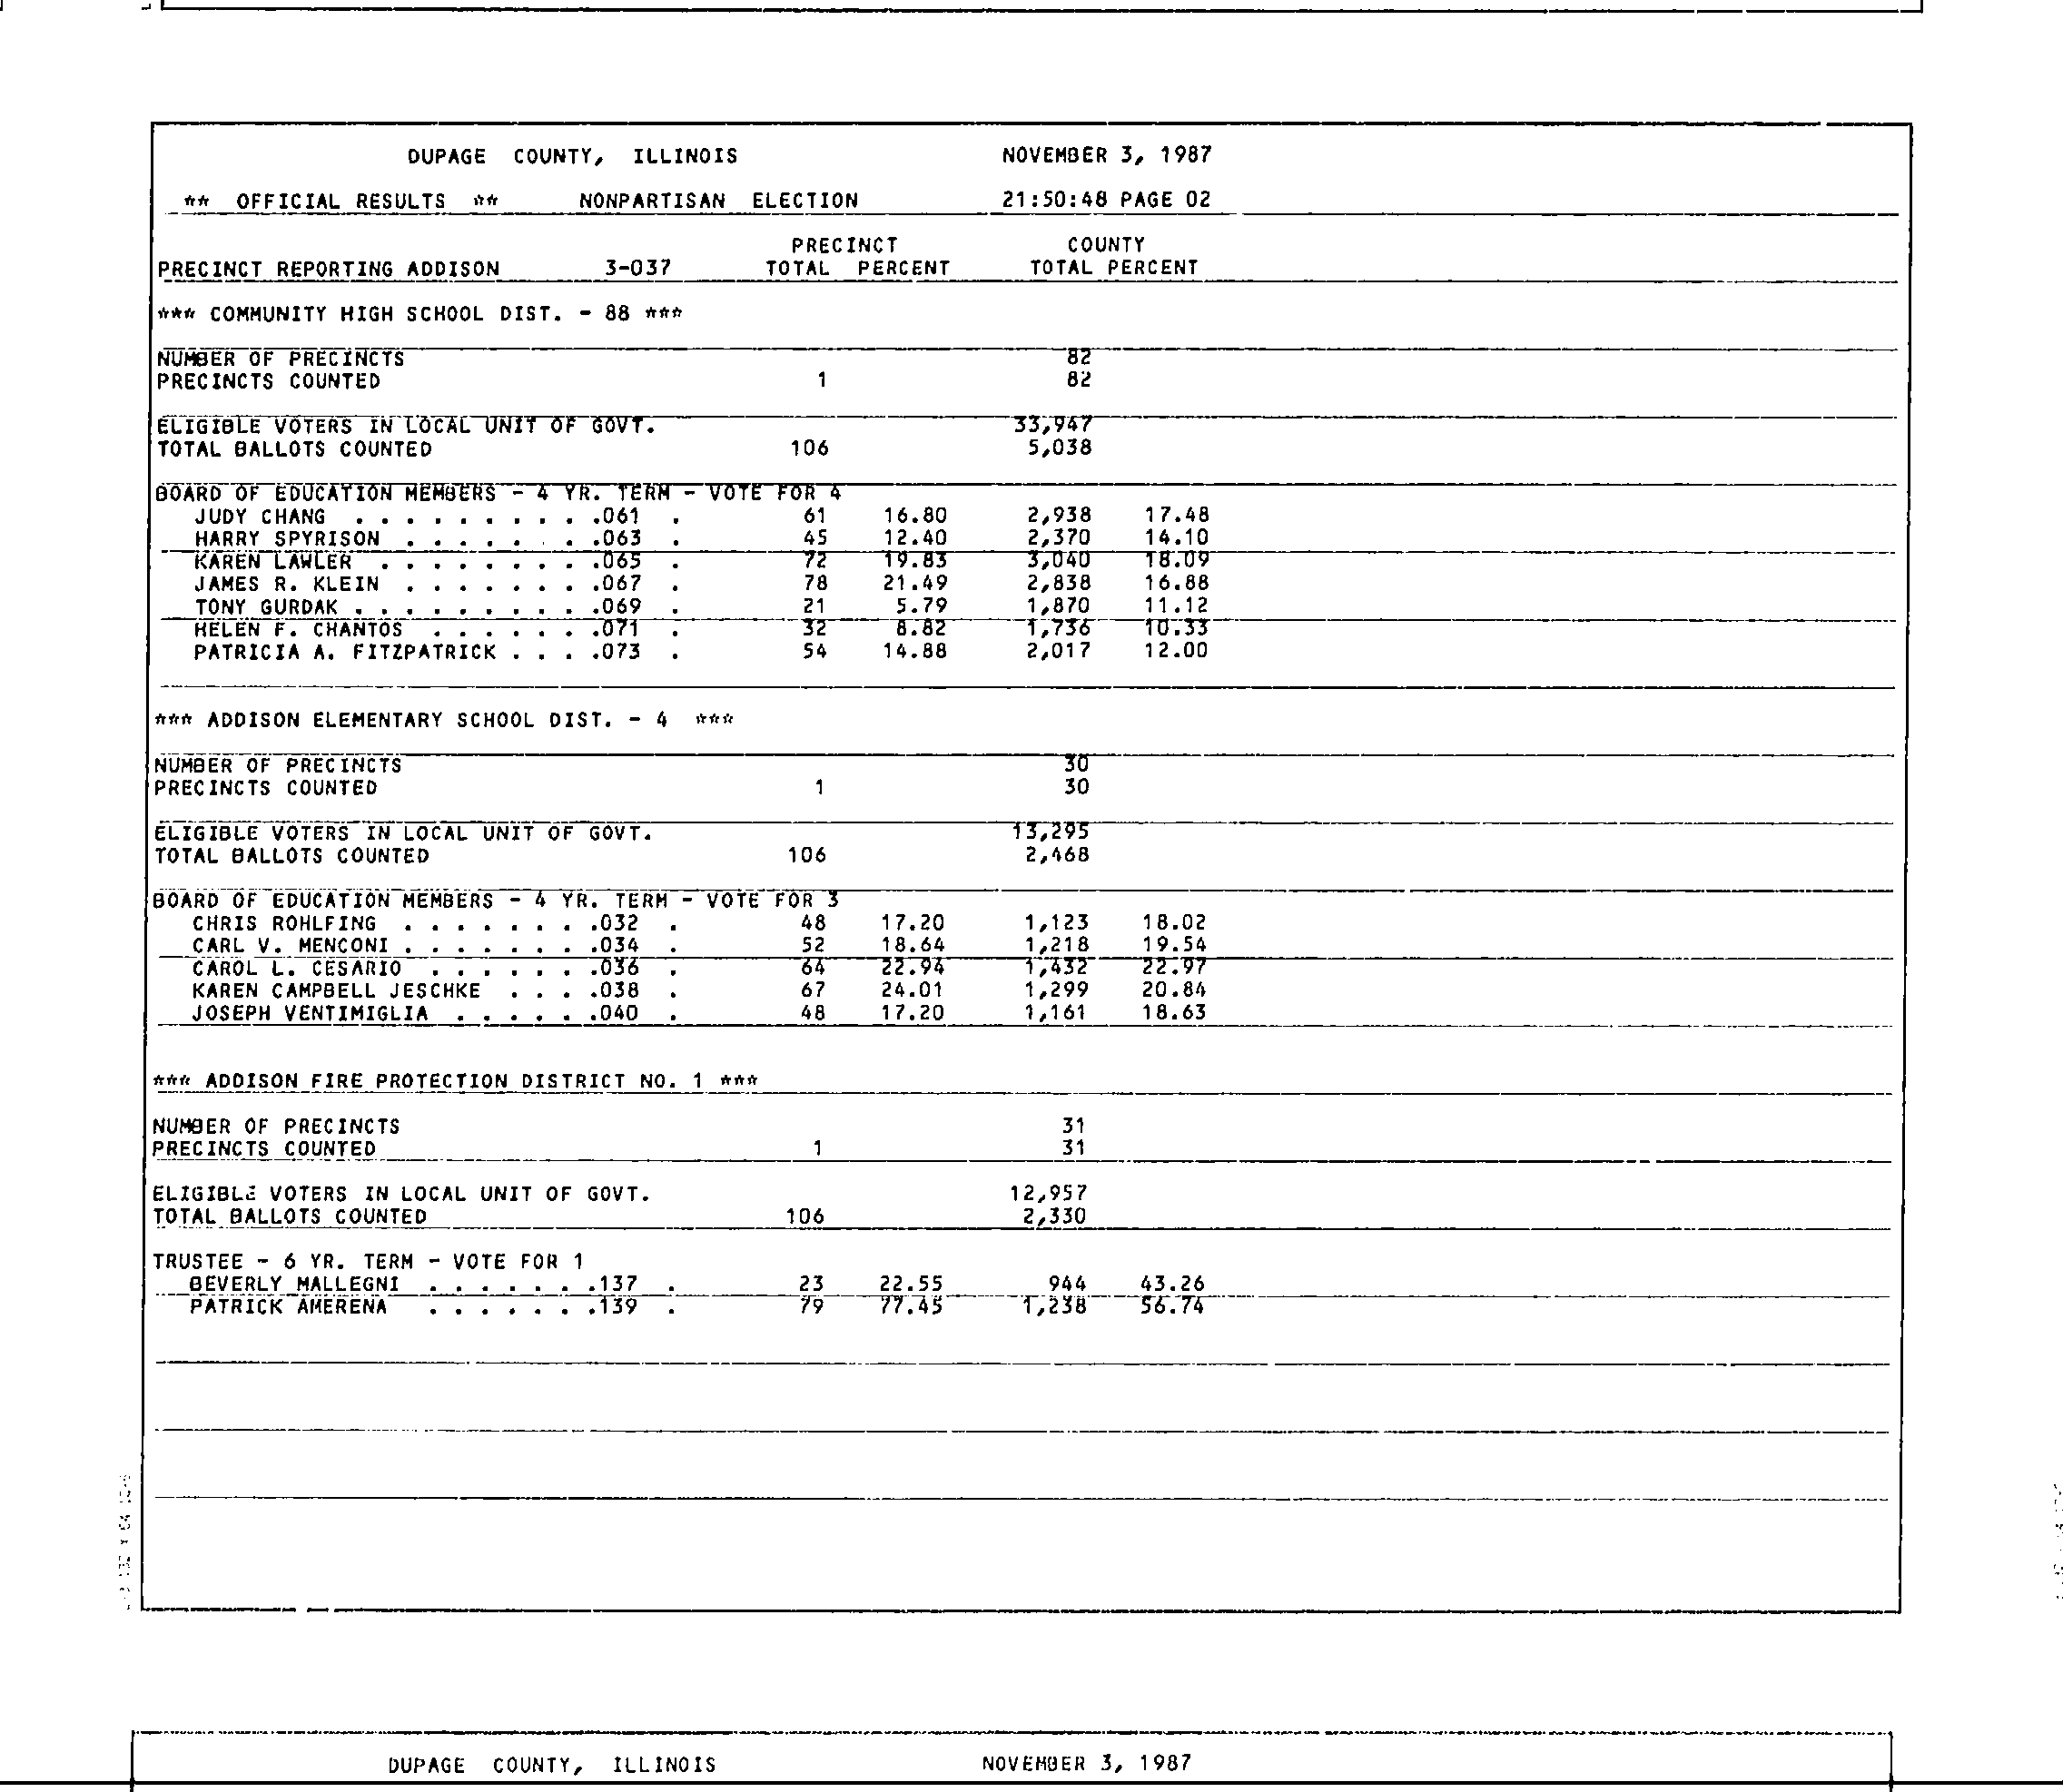 DUPAGE COUNTY, ILLINOIS NOVEMBER 3, 1987
** OFFICIAL RESULTS ** NONPARTISAN ELECTION 21:50:48 PAGE 02
PRECINCT COUNTY
PRECINCT REPORTING ADDISON 3-037 TOTAL PERCENT TOTAL PERCENT
*** COMMUNITY HIGH SCHOOL DIST. - 88 ***
NUMBER OF PRECINCTS 82
PRECINCTS COUNTED 1 82
ELIGIBLE VOTERS IN LOCAL UNIT OF GOVT. 33,947
TOTAL BALLOTS COUNTED 106 5,038
BOARD OF EDUCATION MEMBERS - 4 YR. TERM - VOTE FOR 4
JUDY CHANG . . . . . . . . . .061 . 61 16.80 2,938 17.48
HARRY SPYRISON . . . . . . . .063 . 45 12.40 2,370 14.10
KAREN LAWLER . . . . . . . . .065 . 72 19.83 3,040 18.09
JAMES R. KLEIN . . . . . . . .067 . 78 21.49 2,838 16.88
TONY GURDAK . . . . . . . . . .069 . 21 5.79 1,870 11.12
HELEN F. CHANTOS . . . . . . .071 . 32 8.82 1,736 10.33
PATRICIA A. FITZPATRICK . . . .073 . 54 14.88 2,017 12.00
*** ADDISON ELEMENTARY SCHOOL DIST. - 4 ***
NUMBER OF PRECINCTS 30
PRECINCTS COUNTED 1 30
ELIGIBLE VOTERS IN LOCAL UNIT OF GOVT. 13,295
TOTAL BALLOTS COUNTED 106 2,468
BOARD OF EDUCATION MEMBERS - 4 YR. TERM - VOTE FOR 3
CHRIS ROHLFING . . . . . . . .032 . 48 17.20 1,123 18.02
CARL V. MENCONI . . . . . . . .034 . 52 18.64 1,218 19.54
CAROL L. CESARIO . . . . . . .036 . 64 22.94 1,432 22.97
KAREN CAMPBELL JESCHKE . . . .038 . 67 24.01 1,299 20.84
JOSEPH VENTIMIGLIA . . . . . .040 . 48 17.20 1,161 18.63
*** ADDISON FIRE PROTECTION DISTRICT NO. 1 ***
NUMBER OF PRECINCTS 31
PRECINCTS COUNTED 1 31
ELIGIBLE VOTERS IN LOCAL UNIT OF GOVT. 12,957
TOTAL BALLOTS COUNTED 106 2,330
TRUSTEE - 6 YR. TERM - VOTE FOR 1
BEVERLY MALLEGNI . . . . . . .137 . 23 22.55 944 43.26
PATRICK AMERENA . . . . . . .139 . 79 77.45 1,238 56.74
DUPAGE COUNTY, ILLINOIS NOVEMBER 3, 1987